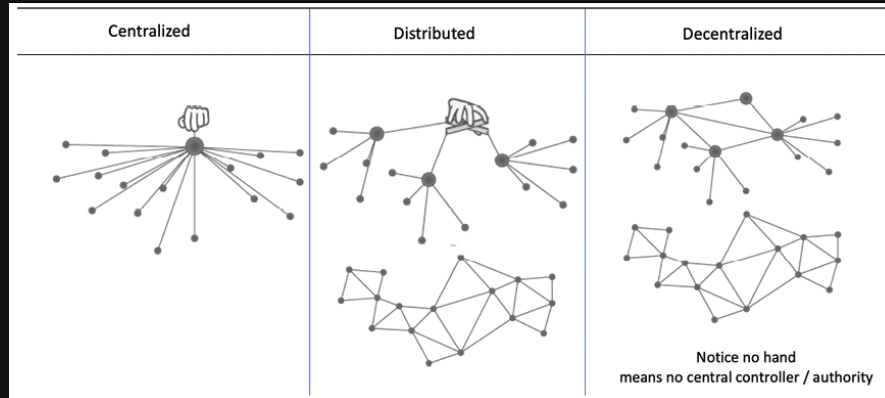 Centralized
Distributed
Decentralized
Notice no hand
means no central controller / authority